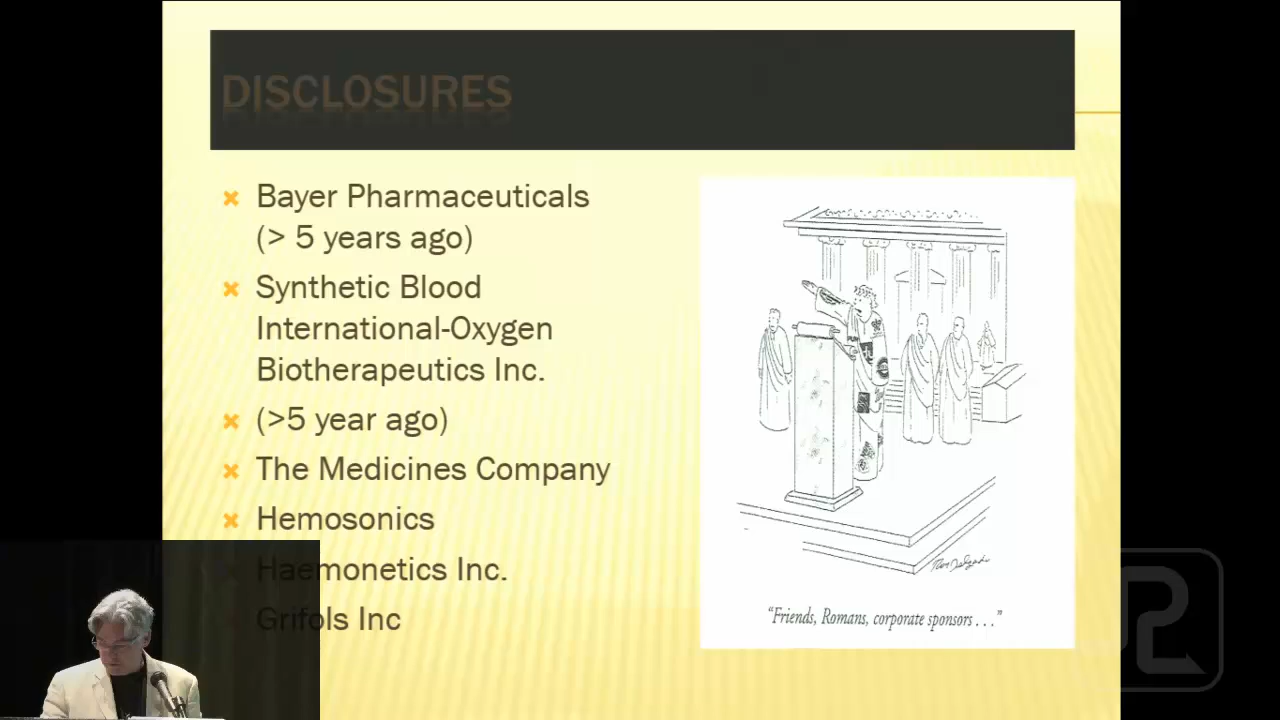 DISCLOSURES
Bayer Pharmaceuticals
(> 5 years ago)
Synthetic Blood
International-Oxygen
Biotherapeutics Inc.
(>5 year ago)
The Medicines Company
Hemosonics
Haemonetics Inc.
Grifols Inc
"Friends, Romans, corporate sponsors . . ."